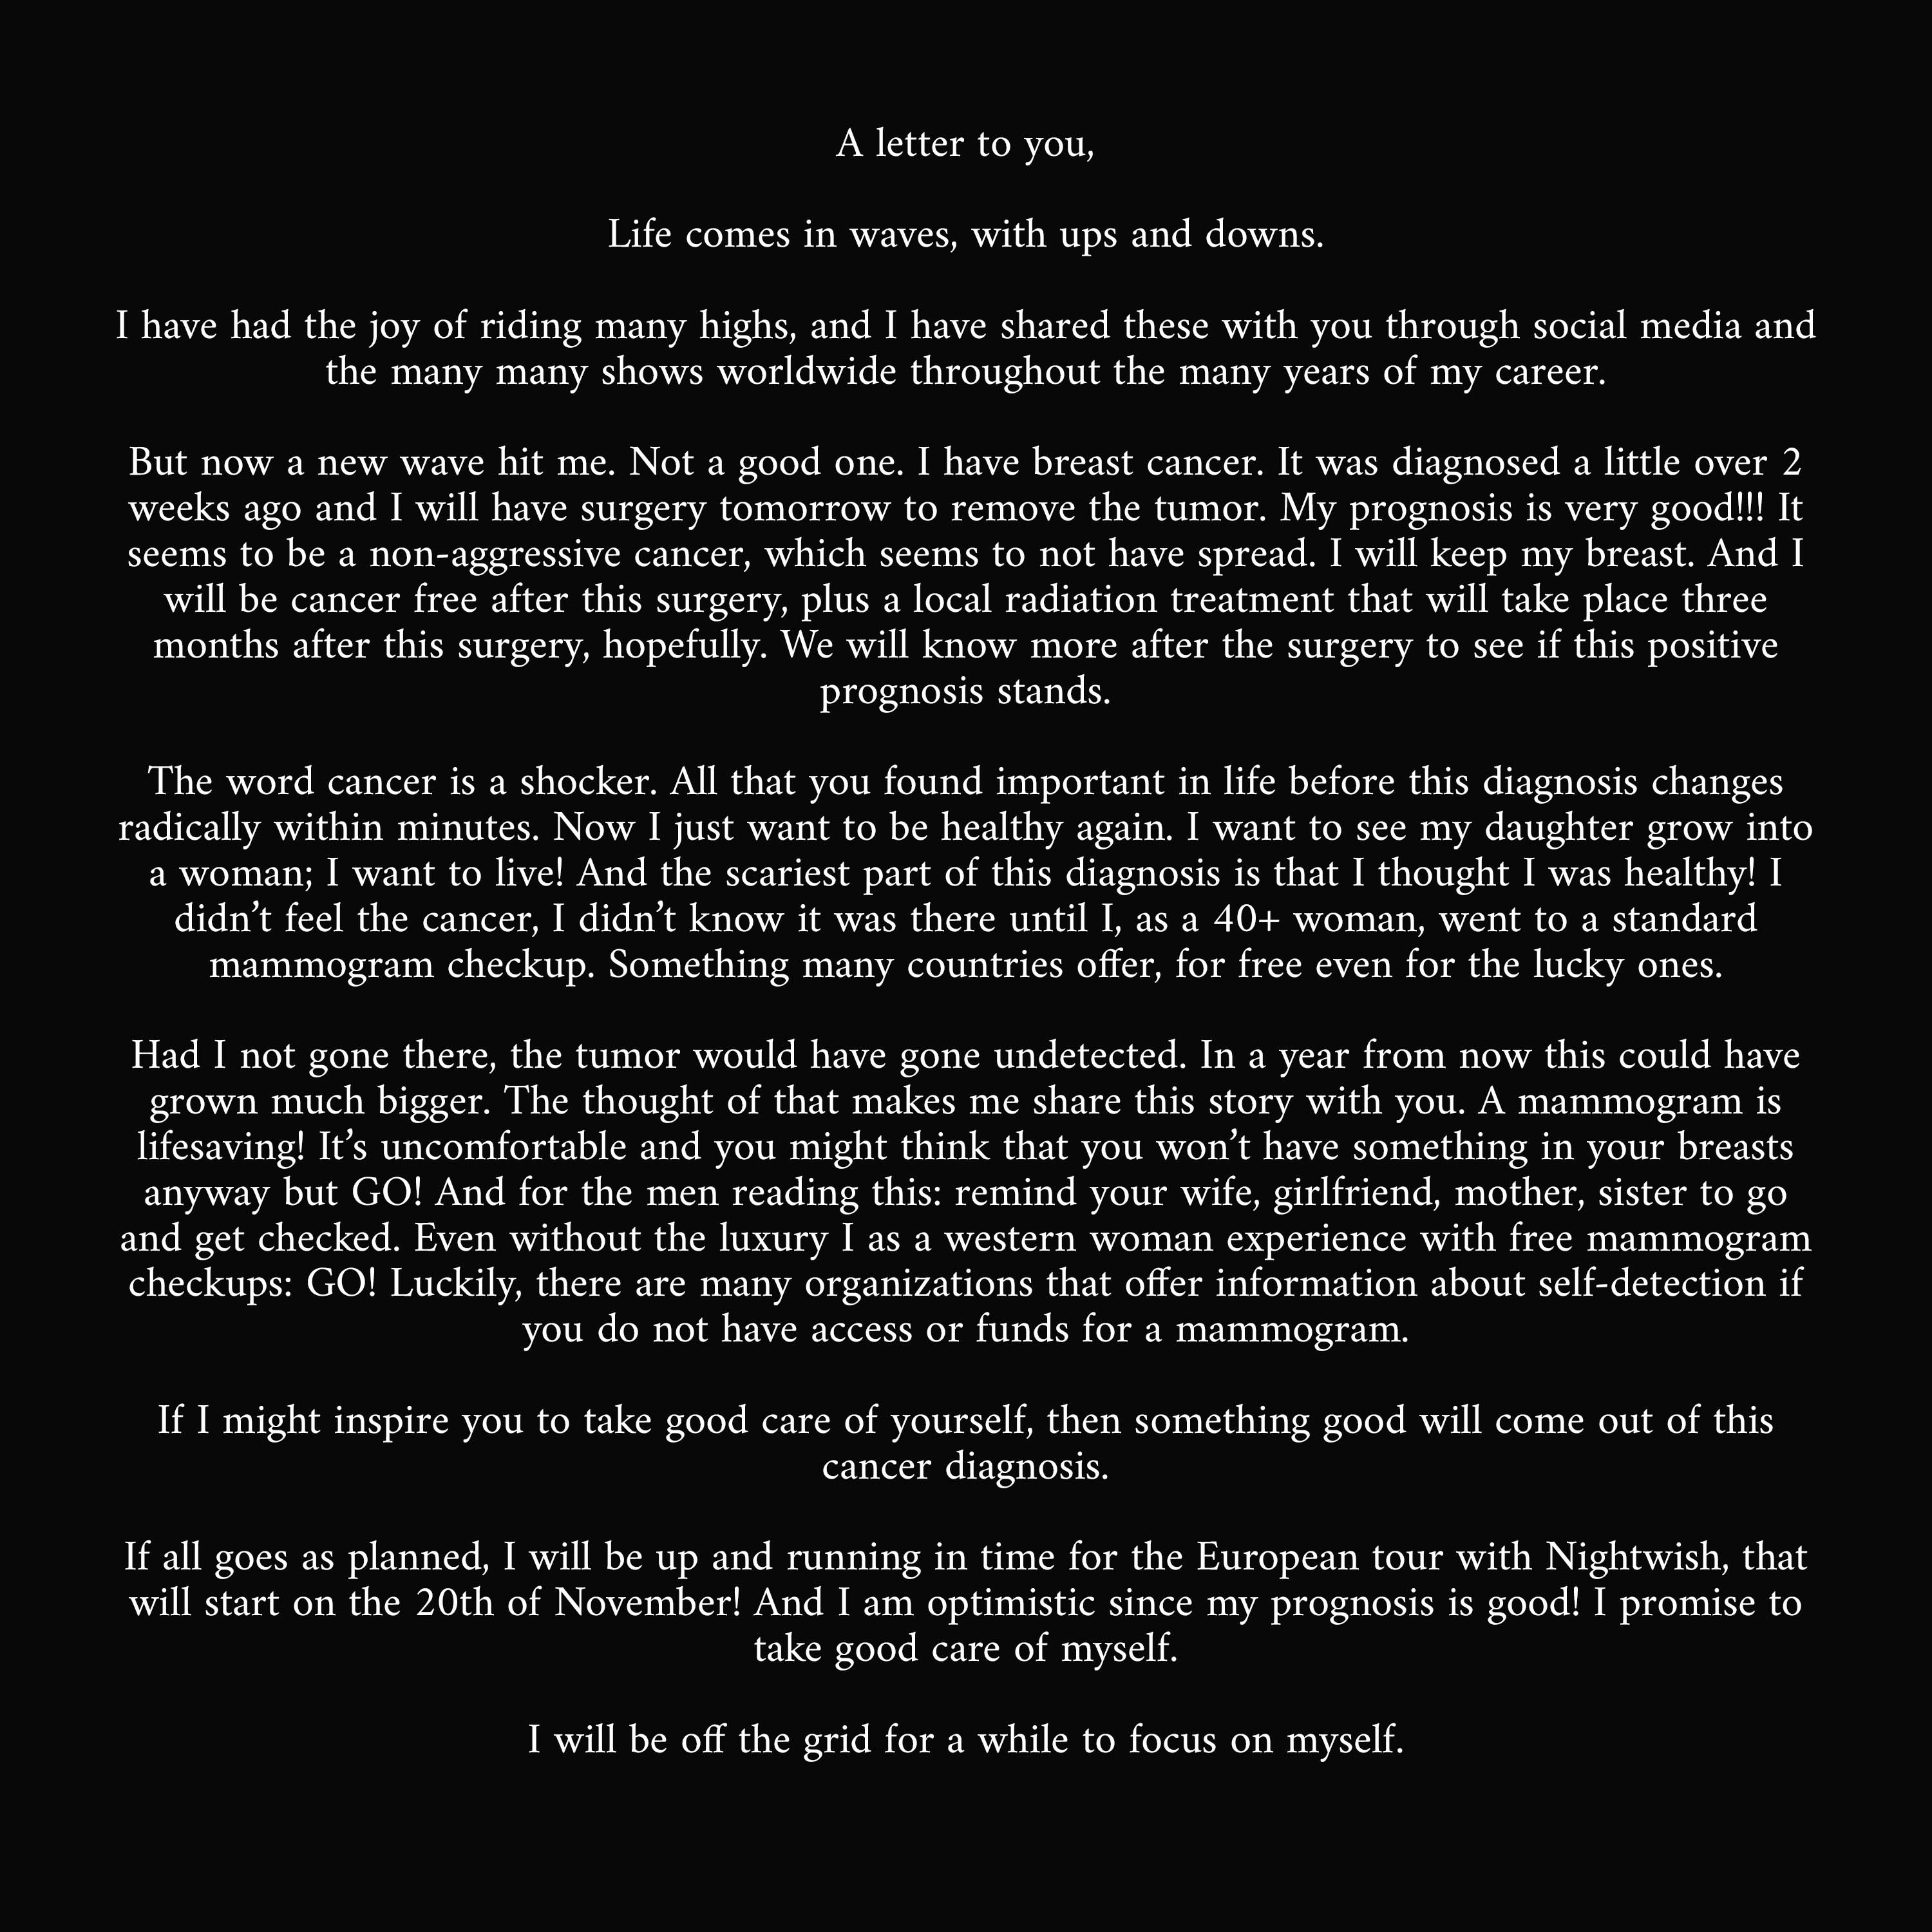 A letter to you,
Life comes in waves, with ups and downs.
I have had the joy of riding many highs, and I have shared these with you through social media and
the many many shows worldwide throughout the many years of my career.
But now a new wave hit me. Not a good one. I have breast cancer. It was diagnosed a little over 2
weeks ago and I will have surgery tomorrow to remove the tumor. My prognosis is very good!!! It
seems to be a non-aggressive cancer, which seems to not have spread. I will keep my breast. And I
will be cancer free after this surgery, plus a local radiation treatment that will take place three
months after this surgery, hopefully. We will know more after the surgery to see if this positive
prognosis stands.
The word cancer is a shocker. All that you found important in life before this diagnosis changes
radically within minutes. Now I just want to be healthy again. I want to see my daughter grow into
a woman; I want to live! And the scariest part of this diagnosis is that I thought I was healthy! I
didn’t feel the cancer, I didn’t know it was there until I, as a 40+ woman, went to a standard
mammogram checkup. Something many countries offer, for free even for the lucky ones.
Had I not gone there, the tumor would have gone undetected. In a year from now this could have
grown much bigger. The thought of that makes me share this story with you. A mammogram is
lifesaving! It’s uncomfortable and you might think that you won’t have something in your breasts
anyway but GO! And for the men reading this: remind your wife, girlfriend, mother, sister to go
and get checked. Even without the luxury I as a western woman experience with free mammogram
checkups: GO! Luckily, there are many organizations that offer information about self-detection if
you do not have access or funds for a mammogram.
If I might inspire you to take good care of yourself, then something good will come out of this
cancer diagnosis.
If all goes as planned, I will be up and running in time for the European tour with Nightwish, that
will start on the 20th of November! And I am optimistic since my prognosis is good! I promise to
take good care of myself.
I will be off the grid for a while to focus on myself.